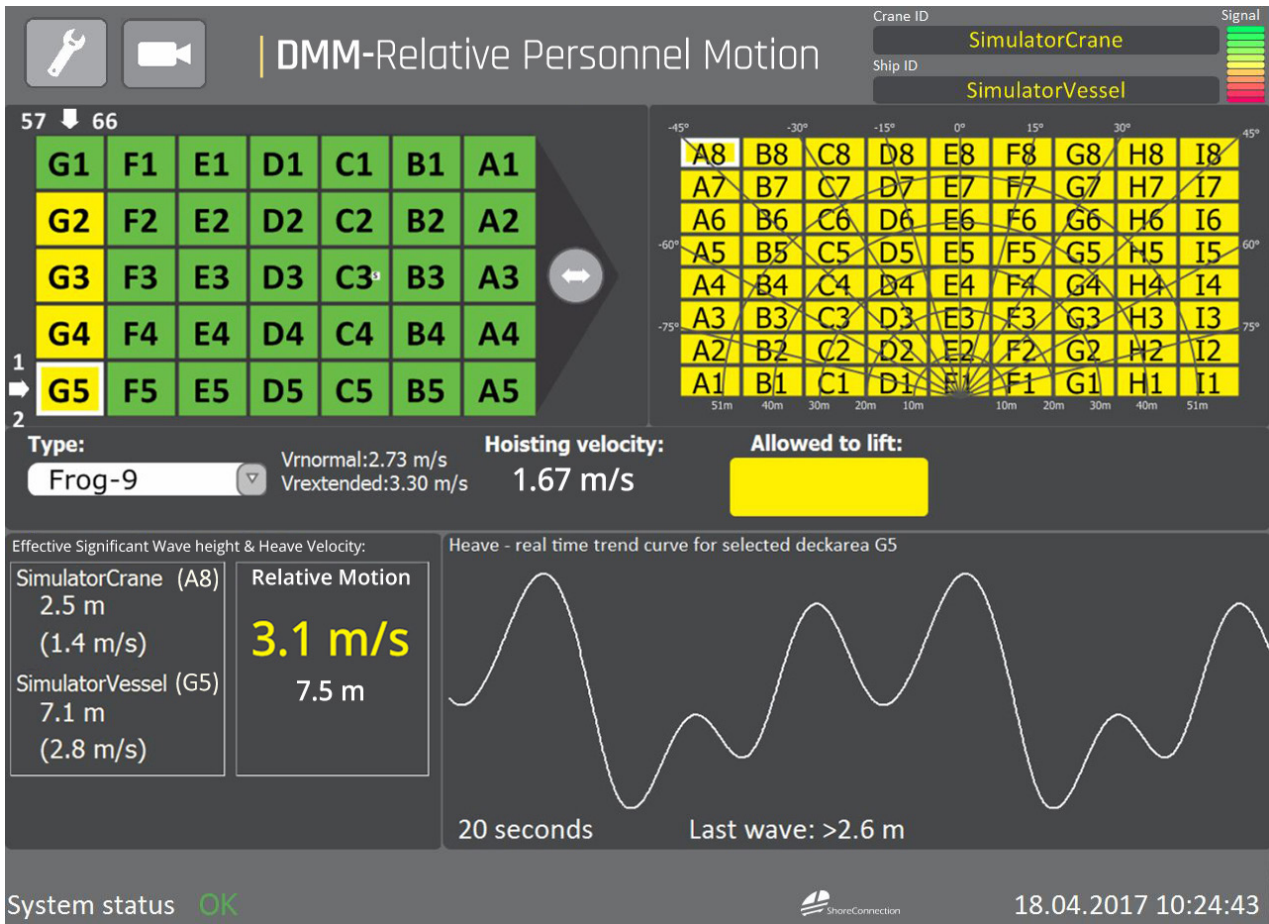 Crane ID Signal
DMM-Relative Personnel Motion
SimulatorCrane
Ship ID
SimulatorVessel
57 66
G1 F1 E1 D1 C1 B1 A1
G2 F2 E2 D2 C2 B2 A2
G3 F3 E3 D3 C3 B3 A3
G4 F4 E4 D4 C4 B4 A4
1
G5 F5 E5 D5 C5 B5 A5
2
-45° -30° -15° 0° 15° 30° 45°
A8 B8 C8 D8 E8 F8 G8 H8 I8
A7 B7 C7 D7 E7 F7 G7 H7 I7
A6 B6 C6 D6 E6 F6 G6 H6 I6
-60° 60°
A5 B5 C5 D5 E5 F5 G5 H5 I5
A4 B4 C4 D4 E4 F4 G4 H4 I4
A3 B3 C3 D3 E3 F3 G3 H3 I3
-75° 75°
A2 B2 C2 D2 E2 F2 G2 H2 I2
A1 B1 C1 D1 E1 F1 G1 H1 I1
51m 40m 30m 20m 10m 10m 20m 30m 40m 51m
Type:
Frog-9
Vrnormal:2.73 m/s
Vrextended:3.30 m/s
Hoisting velocity:
1.67 m/s
Allowed to lift:
Effective Significant Wave height & Heave Velocity:
SimulatorCrane (A8)
2.5 m
(1.4 m/s)
SimulatorVessel (G5)
7.1 m
(2.8 m/s)
Relative Motion
3.1 m/s
7.5 m
Heave - real time trend curve for selected deckarea G5
20 seconds Last wave: >2.6 m
System status OK
ShoreConnection
18.04.2017 10:24:43